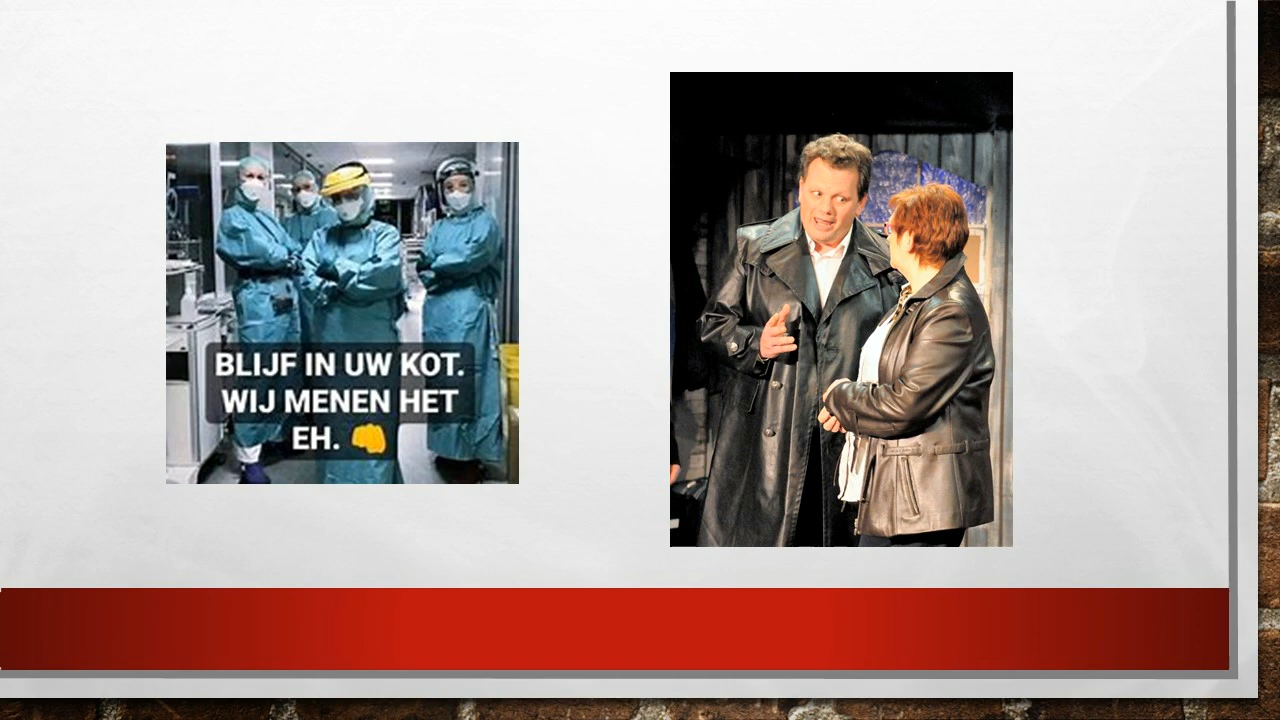 BLIJF IN UW KOT.
WIJ MENEN HET
EH. 👊